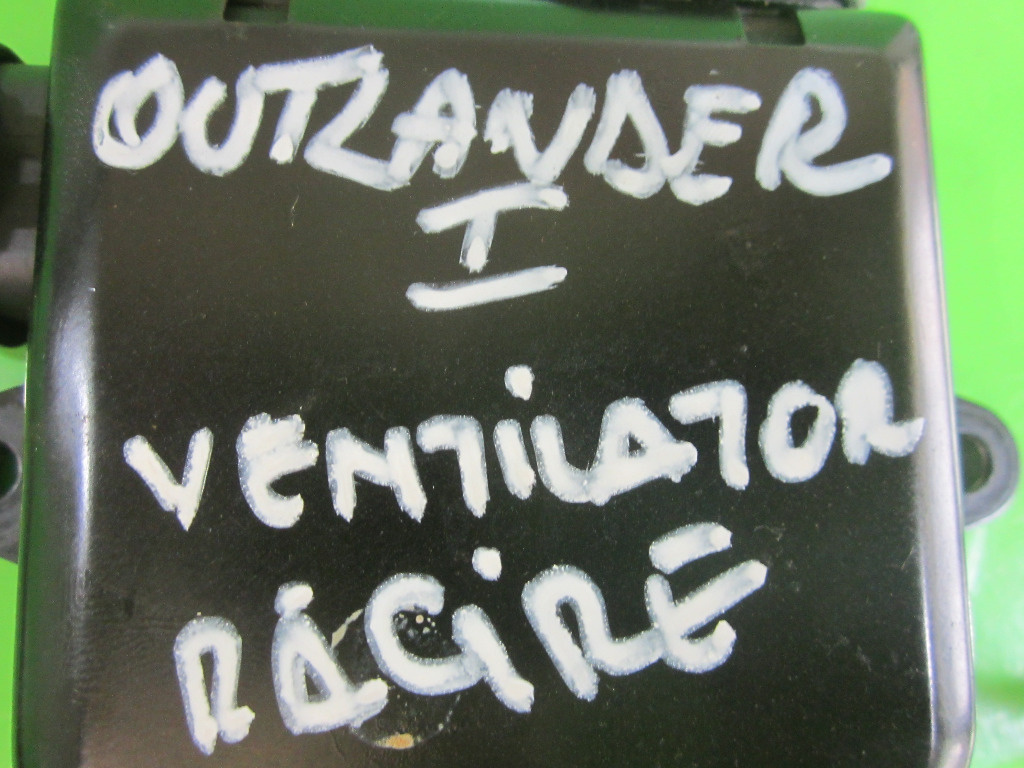 OUTLANDER
I
VENTILATOR
RĂCIRE